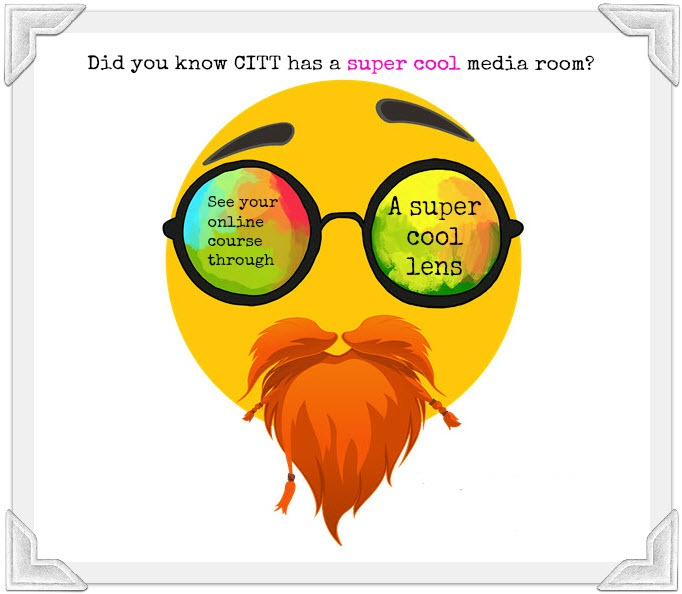 Did you know CITT has a super cool media room?
See your
online
course
through
A super
cool
lens